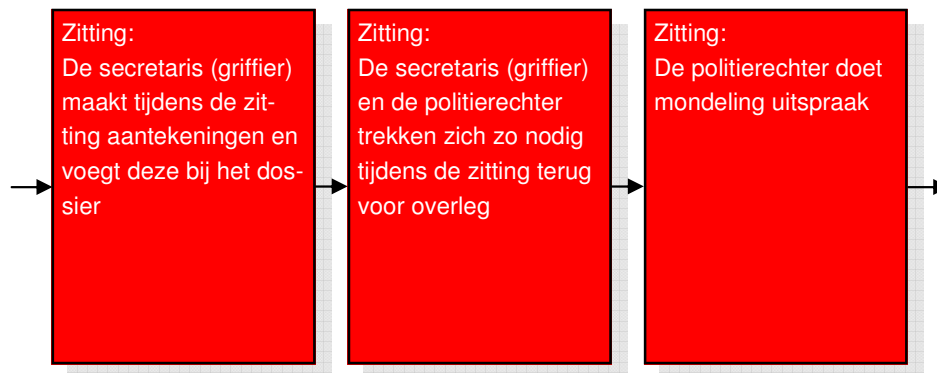 Zitting:
De secretaris (griffier)
maakt tijdens de zit-
ting aantekeningen en
voegt deze bij het dos-
sier
Zitting:
De secretaris (griffier)
en de politierechter
trekken zich zo nodig
tijdens de zitting terug
voor overleg
Zitting:
De politierechter doet
mondeling uitspraak